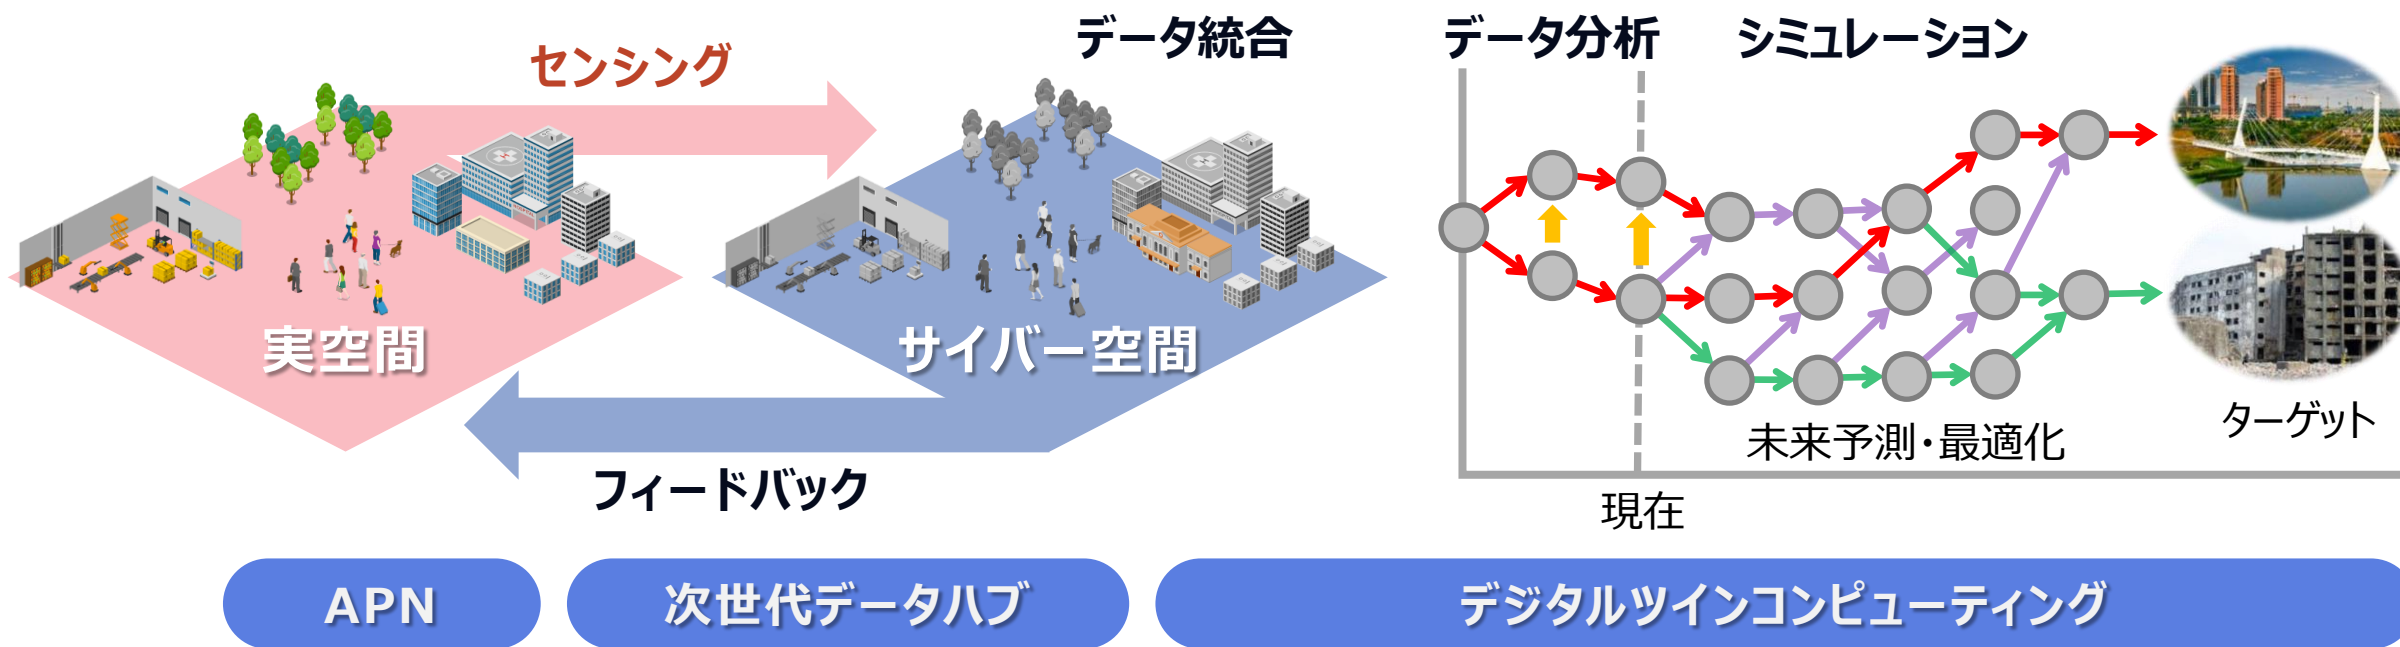 センシング
データ統合
データ分析
シミュレーション
実空間
サイバー空間
フィードバック
未来予測・最適化
ターゲット
現在
APN
次世代データハブ
デジタルツインコンピューティング